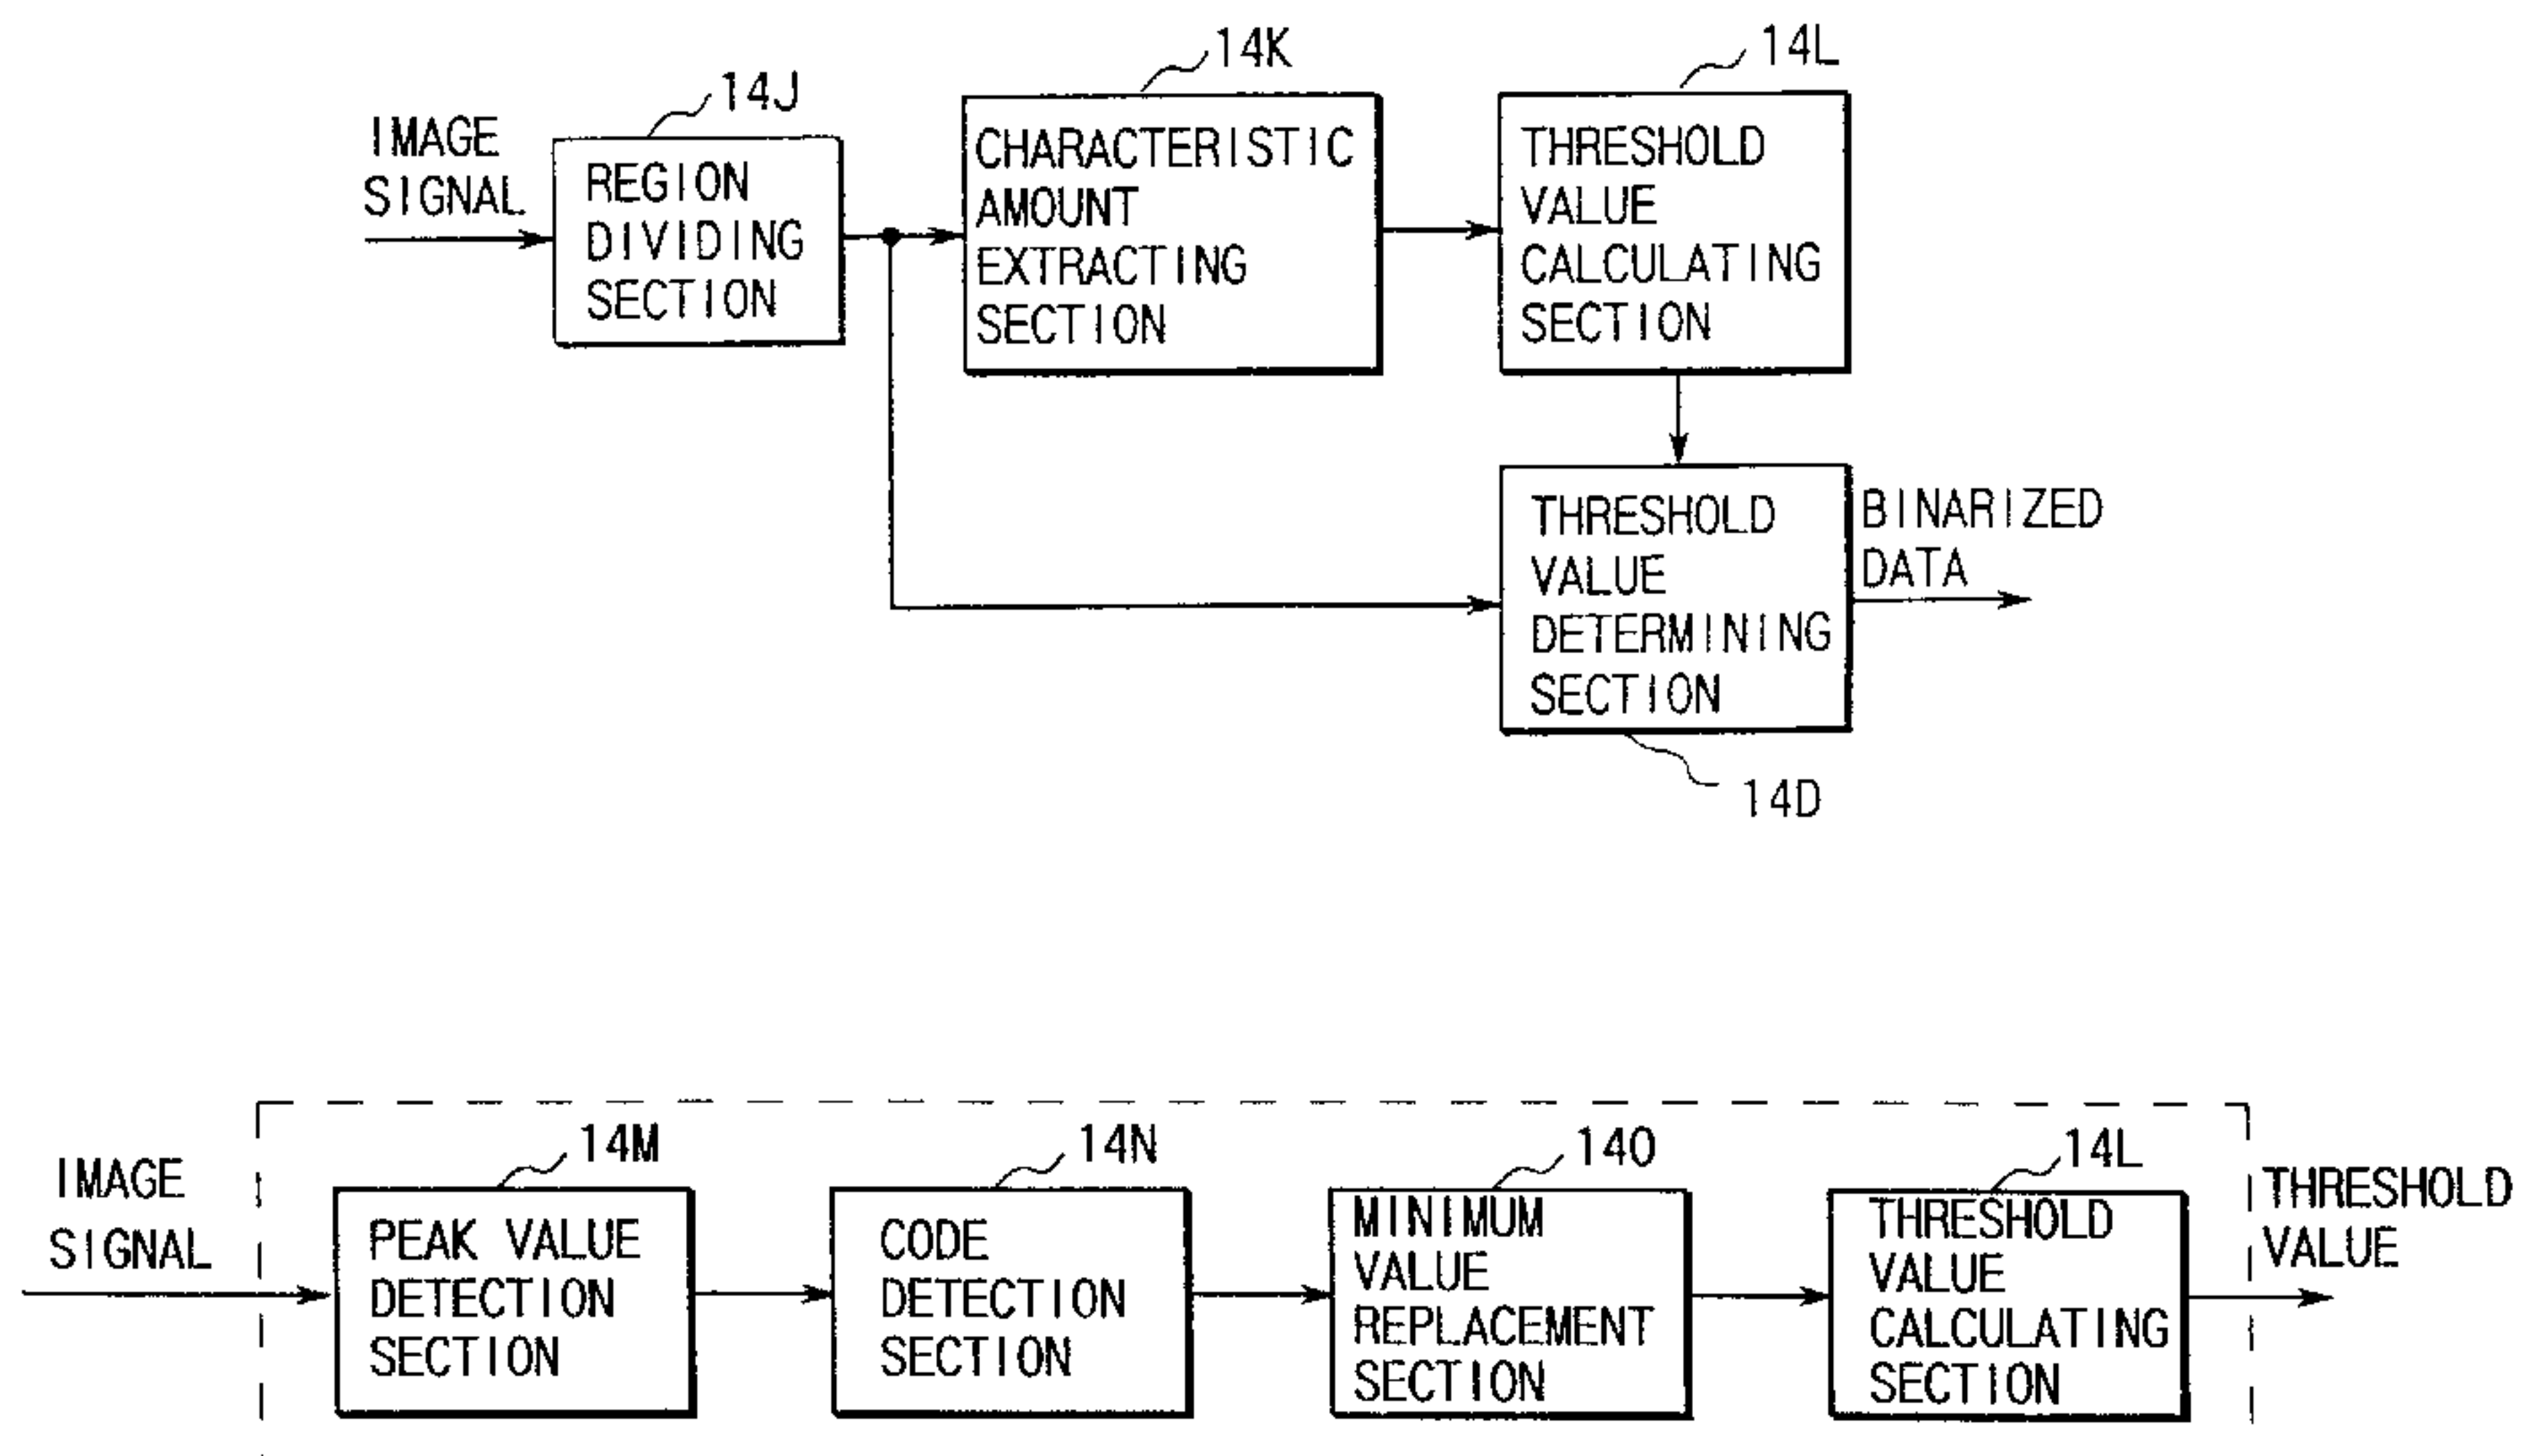 14J
14K
14L
IMAGE
SIGNAL
REGION
DIVIDING
SECTION
CHARACTERISTIC
AMOUNT
EXTRACTING
SECTION
THRESHOLD
VALUE
CALCULATING
SECTION
THRESHOLD
VALUE
DETERMINING
SECTION
BINARIZED
DATA
14D
IMAGE
SIGNAL
14M
PEAK VALUE
DETECTION
SECTION
14N
CODE
DETECTION
SECTION
14O
MINIMUM
VALUE
REPLACEMENT
SECTION
14L
THRESHOLD
VALUE
CALCULATING
SECTION
THRESHOLD
VALUE